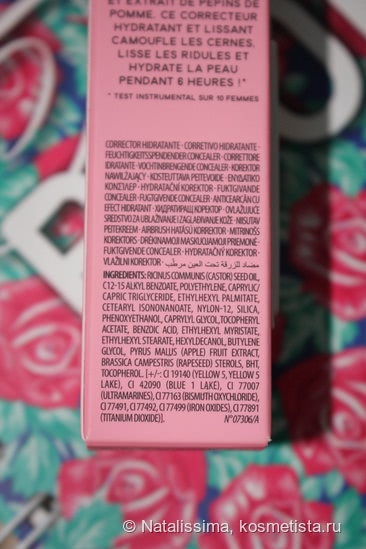 ET EXTRAIT DE PEPINS DE
POMME. CE CORRECTEUR
HYDRATANT ET LISSANT
CAMOUFLE LES CERNES.
LISSE LES RIDULES ET
HYDRATE LA PEAU
PENDANT 6 HEURES !*
* TEST INSTRUMENTAL SUR 10 FEMMES
CORRECTOR HIDRATANTE · CORRETIVO HIDRATANTE ·
FEUCHTIGKEITSSPENDENDER CONCEALER · CORRETTORE
IDRATANTE · VOCHTINBRENGENDE CONCEALER · KOREKTOR
NAWILŻAJĄCY · KOSTEUTTAVA PEITEVOIDE · ΕΝΥΔΑΤΙΚΟ
ΚΟΝΣΙΛΕΡ · HYDRATAČNÍ KOREKTOR · FUKTGIVANDE
CONCEALER · FUGTGIVENDE CONCEALER · ANTICEARCĂN CU
EFECT HIDRATANT · ХИДРАТИРАЩ КОРЕКТОР · OVLAŽUJUĆE
SREDSTVO ZA UBLAŽAVANJE I ZAGLAĐIVANJE KOŽE · NIISUTAV
PEITEKREEM · AIRBRUSH HATÁSÚ KORREKTOR · MITRINOŠS
KOREKTORS · DRĖKINAMOJI MASKUOJAMOJI PRIEMONĖ ·
FUKTGIVENDE CONCEALER · HYDRATAČNÝ KOREKTOR ·
VLAŽILNI KOREKTOR · مضاد للزرقة تحت العين مرطب
INGREDIENTS: RICINUS COMMUNIS (CASTOR) SEED OIL,
C12-15 ALKYL BENZOATE, POLYETHYLENE, CAPRYLIC/
CAPRIC TRIGLYCERIDE, ETHYLHEXYL PALMITATE,
CETEARYL ISONONANOATE, NYLON-12, SILICA,
PHENOXYETHANOL, CAPRYLYL GLYCOL, TOCOPHERYL
ACETATE, BENZOIC ACID, ETHYLHEXYL MYRISTATE,
ETHYLHEXYL STEARATE, HEXYLDECANOL, BUTYLENE
GLYCOL, PYRUS MALUS (APPLE) FRUIT EXTRACT,
BRASSICA CAMPESTRIS (RAPESEED) STEROLS, BHT,
TOCOPHEROL. [+/-: CI 19140 (YELLOW 5, YELLOW 5
LAKE), CI 42090 (BLUE 1 LAKE), CI 77007
(ULTRAMARINES), CI 77163 (BISMUTH OXYCHLORIDE),
CI 77491, CI 77492, CI 77499 (IRON OXIDES), CI 77891
(TITANIUM DIOXIDE)].
N°07306/A
© Natalissima, kosmetista.ru